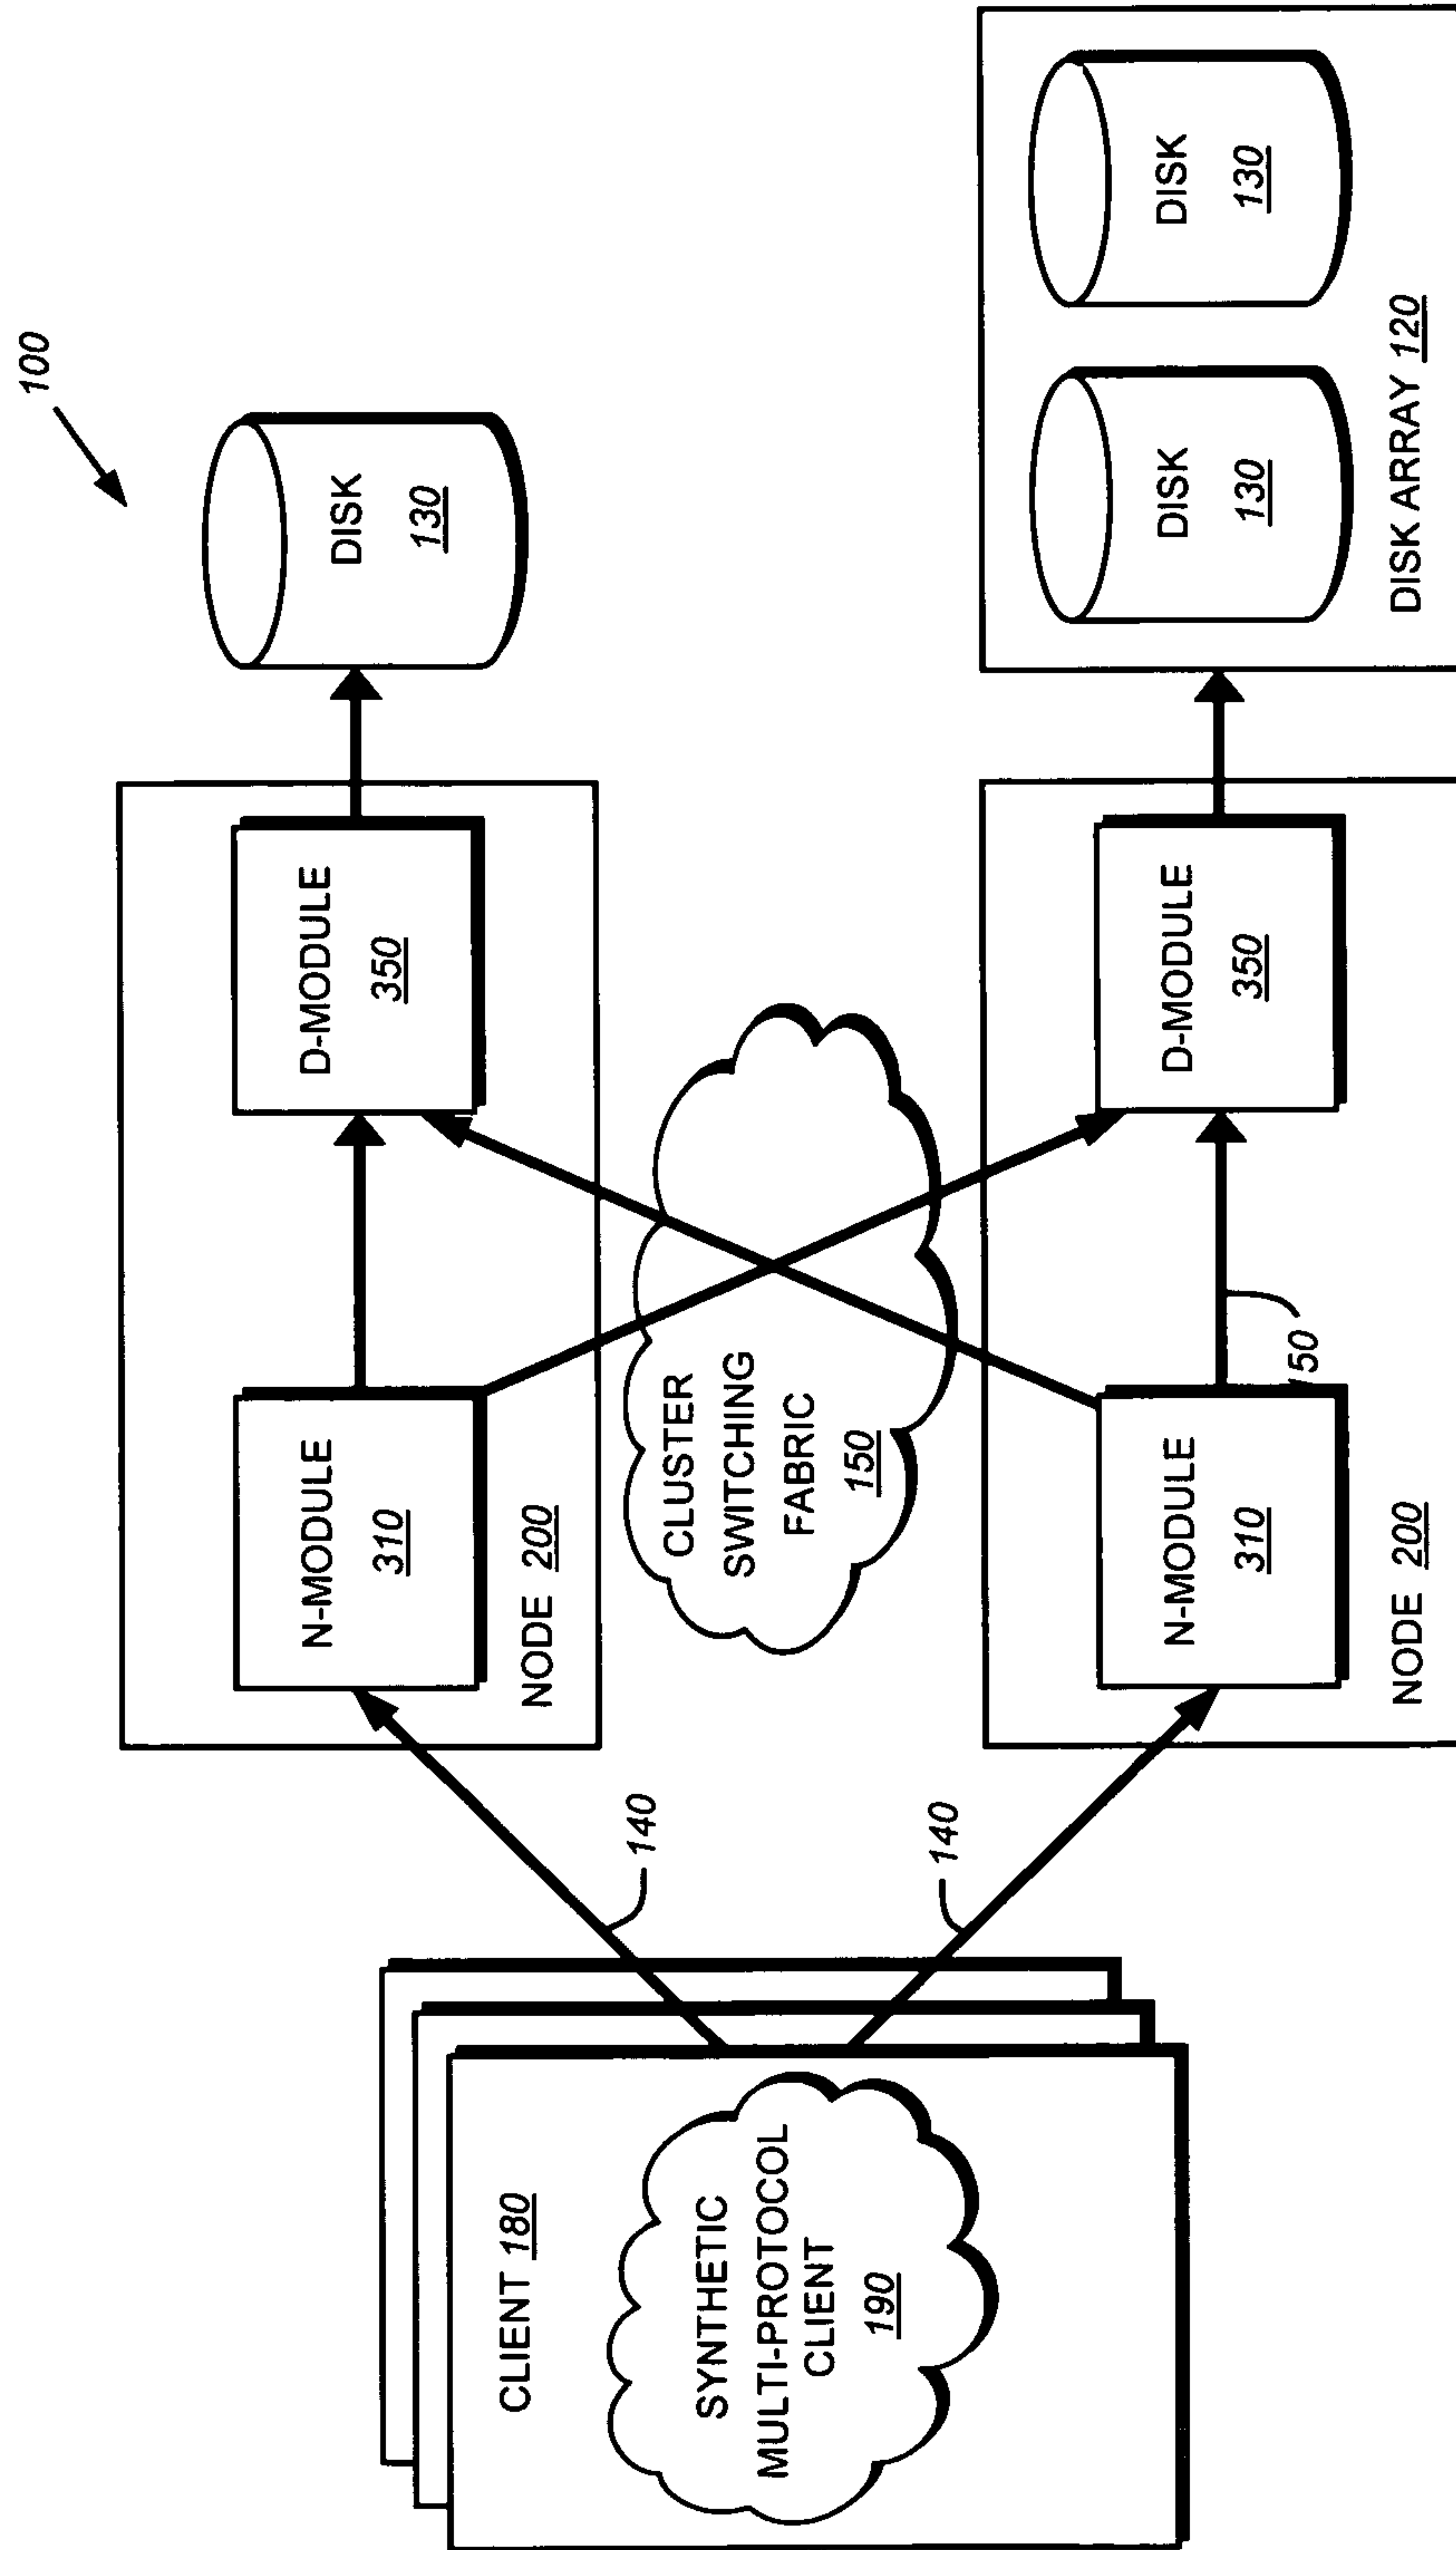 100
N-MODULE
310
D-MODULE
350
DISK
130
NODE 200
CLIENT 180
SYNTHETIC
MULTI-PROTOCOL
CLIENT
190
140
140
CLUSTER
SWITCHING
FABRIC
150
N-MODULE
310
D-MODULE
350
DISK
130
DISK
130
150
NODE 200
DISK ARRAY 120